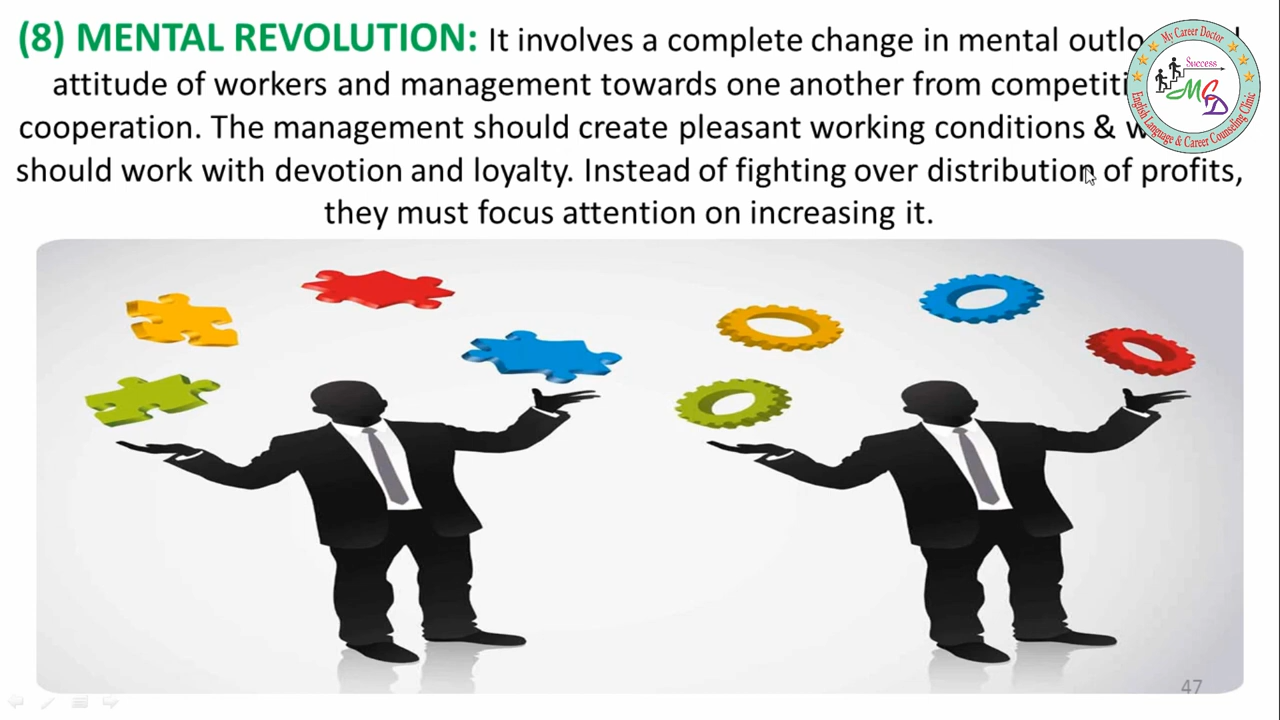 (8) MENTAL REVOLUTION: It involves a complete change in mental
attitude of workers and management towards one another from
cooperation. The management should create pleasant working conditions &
should work with devotion and loyalty. Instead of fighting over distribution of profits,
they must focus attention on increasing it.
My Career Doctor
Success
MCD
English Language & Career Counseling Clinic
47